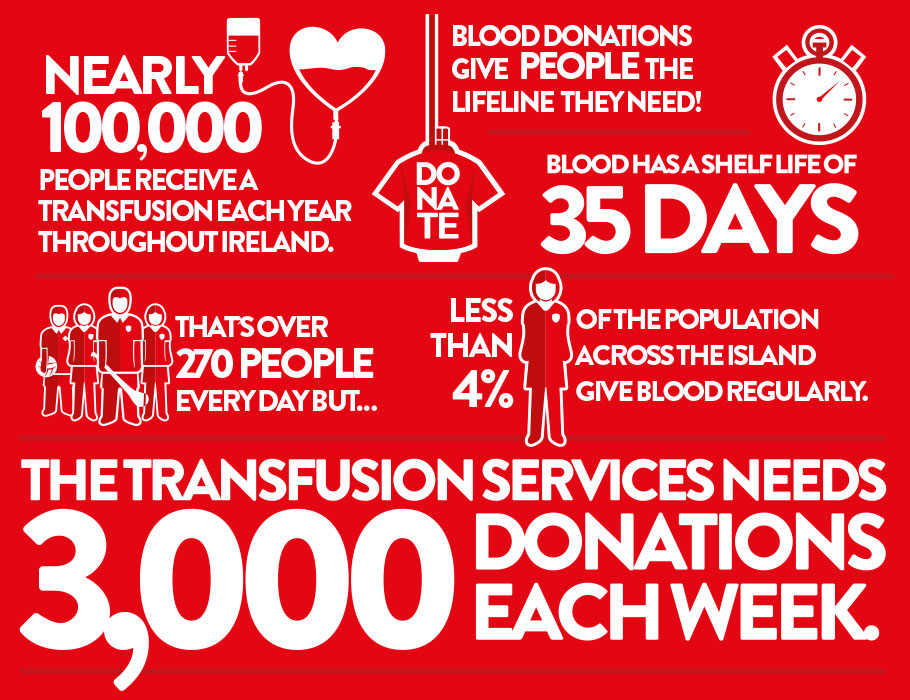 NEARLY
100,000
PEOPLE RECEIVE A
TRANSFUSION EACH YEAR
THROUGHOUT IRELAND.
BLOOD DONATIONS
GIVE PEOPLE THE
LIFELINE THEY NEED!
DO
NA
TE
BLOOD HAS A SHELF LIFE OF
35 DAYS
THAT'S OVER
270 PEOPLE
EVERY DAY BUT...
LESS
THAN
4%
OF THE POPULATION
ACROSS THE ISLAND
GIVE BLOOD REGULARLY.
THE TRANSFUSION SERVICES NEEDS
3,000
DONATIONS
EACH WEEK.